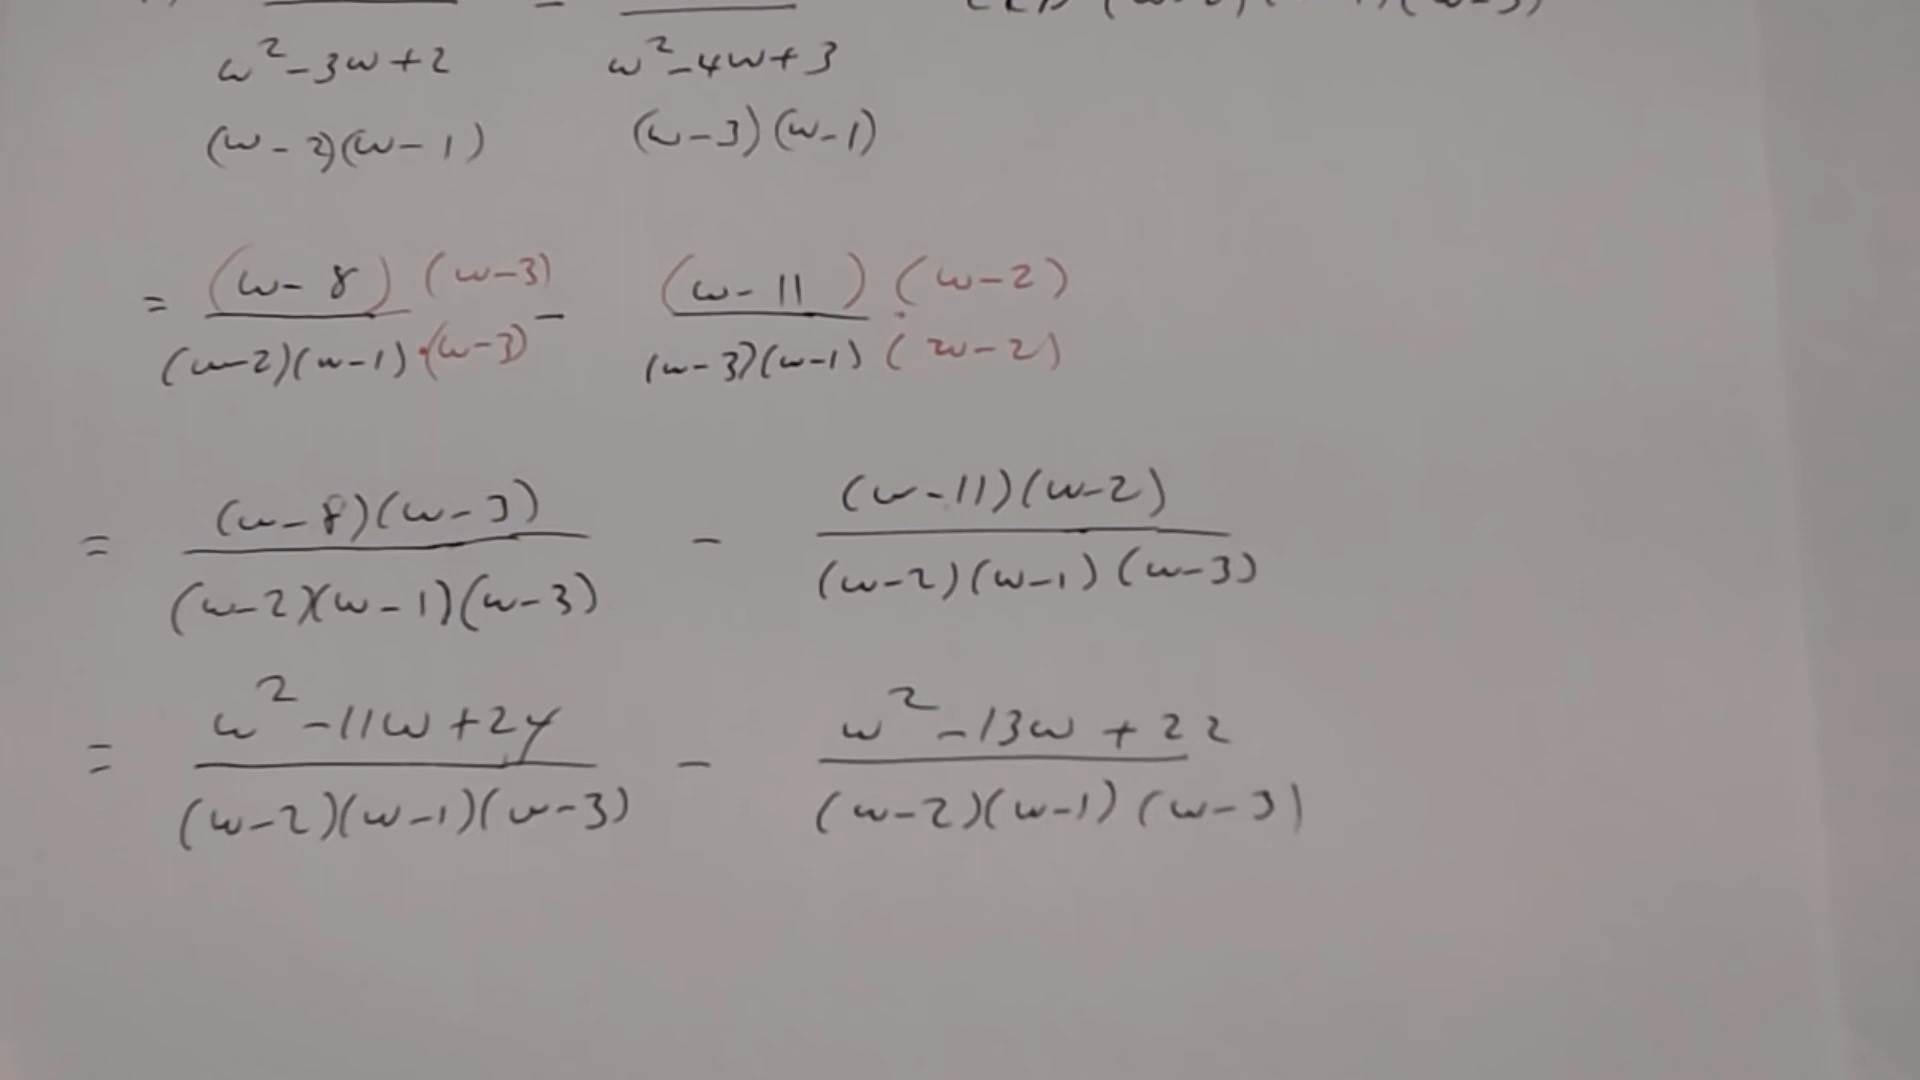 w² - 3w + 2    w² - 4w + 3
(w - 2)(w - 1)    (w - 3)(w - 1)
= (w - 8)(w - 3) / (w - 2)(w - 1)·(w - 3) - (w - 11)(w - 2) / (w - 3)(w - 1)·(w - 2)
= (w - 8)(w - 3) / (w - 2)(w - 1)(w - 3) - (w - 11)(w - 2) / (w - 2)(w - 1)(w - 3)
= w² - 11w + 24 / (w - 2)(w - 1)(w - 3) - w² - 13w + 22 / (w - 2)(w - 1)(w - 3)